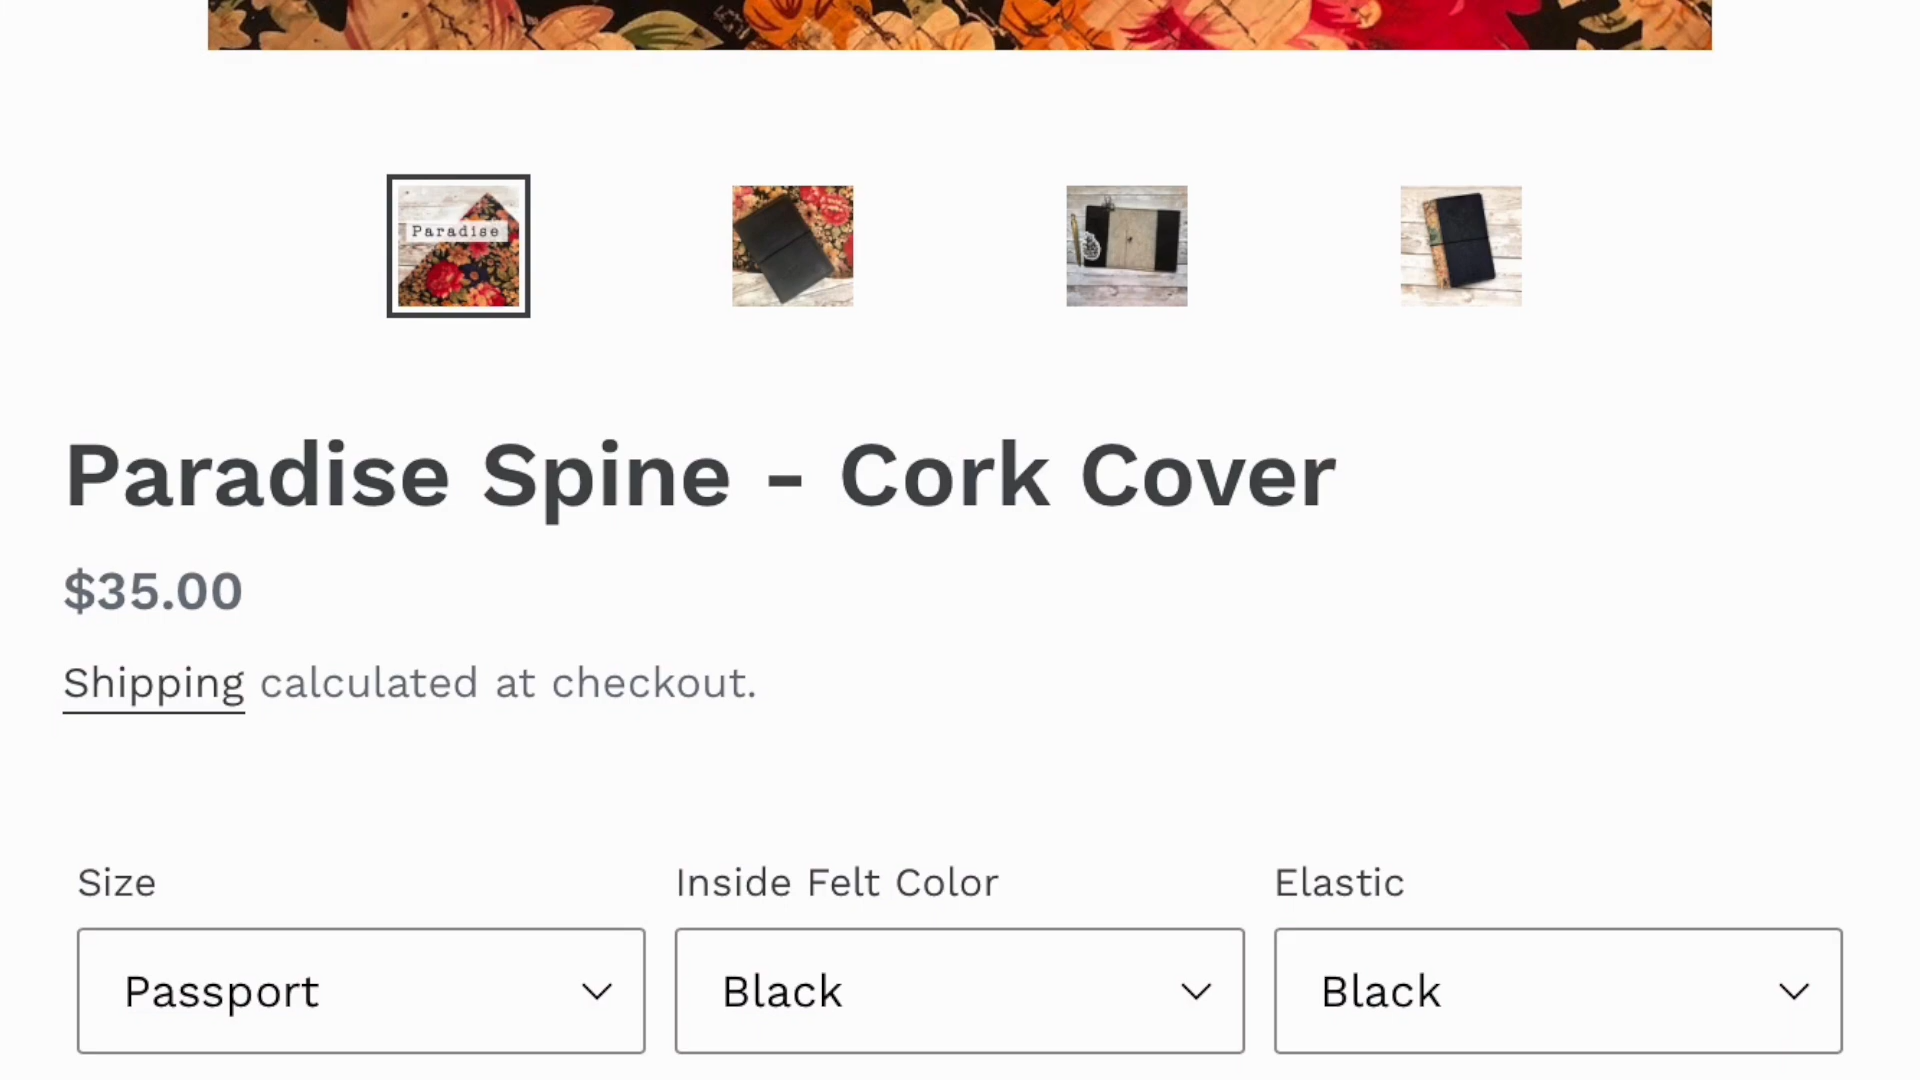 Paradise
Paradise Spine - Cork Cover
$35.00
Shipping calculated at checkout.
Size
Inside Felt Color
Elastic
Passport
Black
Black